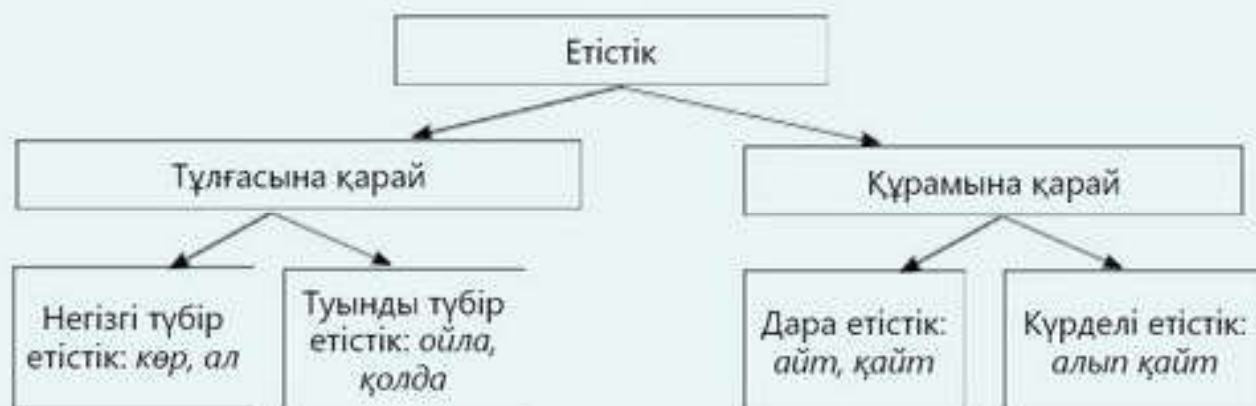 Етістік
Тұлғасына қарай
Құрамына қарай
Негізгі түбір
етістік: көр, ал
Туынды түбір
етістік: ойла,
қолда
Дара етістік:
айт, қайт
Күрделі етістік:
алып қайт